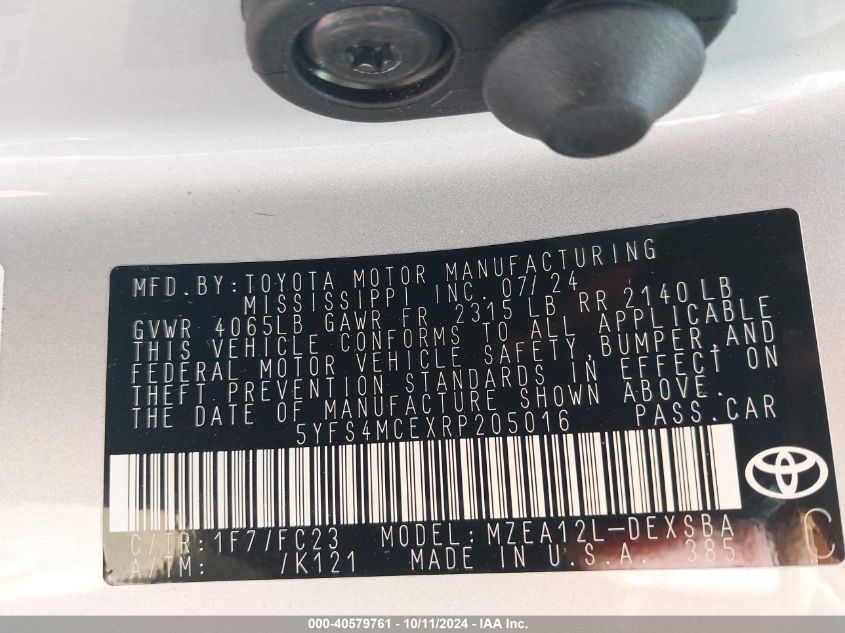 MFD. BY: TOYOTA MOTOR MANUFACTURING
MISSISSIPPI INC. 07/24
GVWR 4065LB GAWR FR 2315 LB RR 2140 LB
THIS VEHICLE CONFORMS TO ALL APPLICABLE
FEDERAL MOTOR VEHICLE SAFETY, BUMPER, AND
THEFT PREVENTION STANDARDS IN EFFECT ON
THE DATE OF MANUFACTURE SHOWN ABOVE.
5YFS4MCEXRP205016 PASS. CAR
C/TR: 1F7/FC23 MODEL: MZEA12L-DEXSBA
A/TM: /K121 MADE IN U.S.A. 385
C
000-40579761 - 10/11/2024 - IAA Inc.